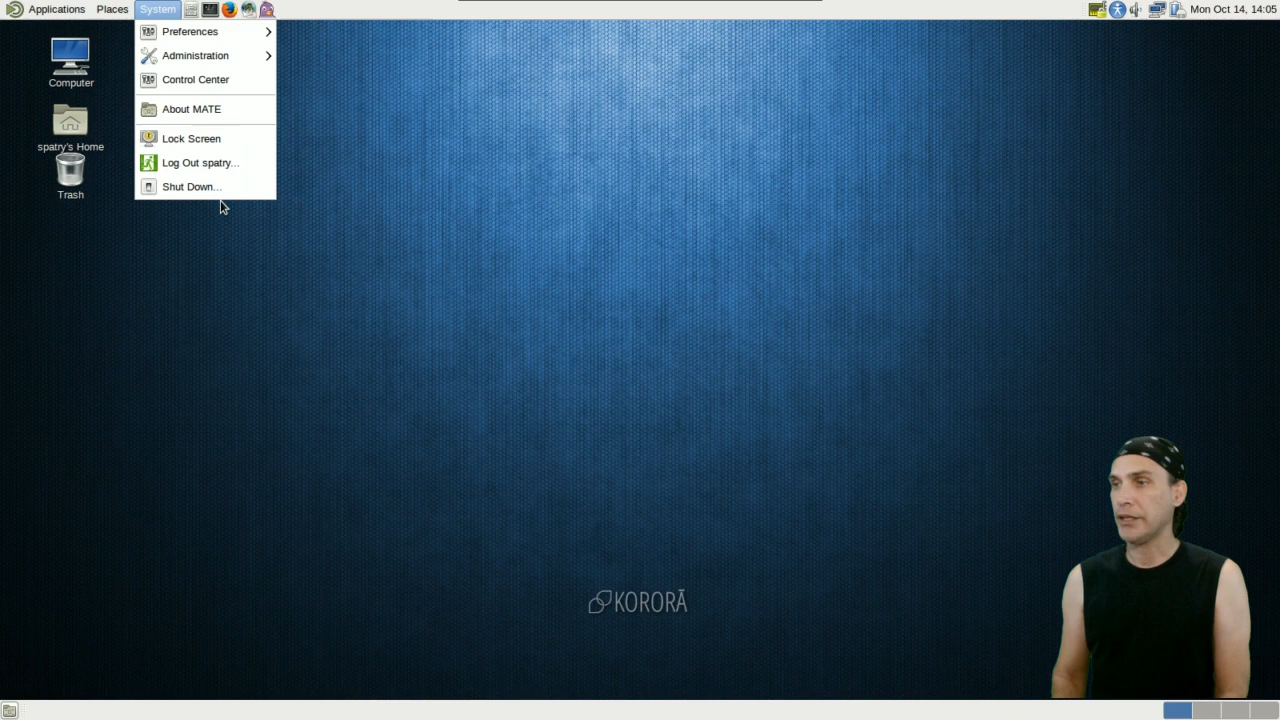 Applications Places System
Mon Oct 14, 14:05
Preferences
Administration
Control Center
About MATE
Lock Screen
Log Out spatry...
Shut Down...
Computer
spatry's Home
Trash
KORORĀ